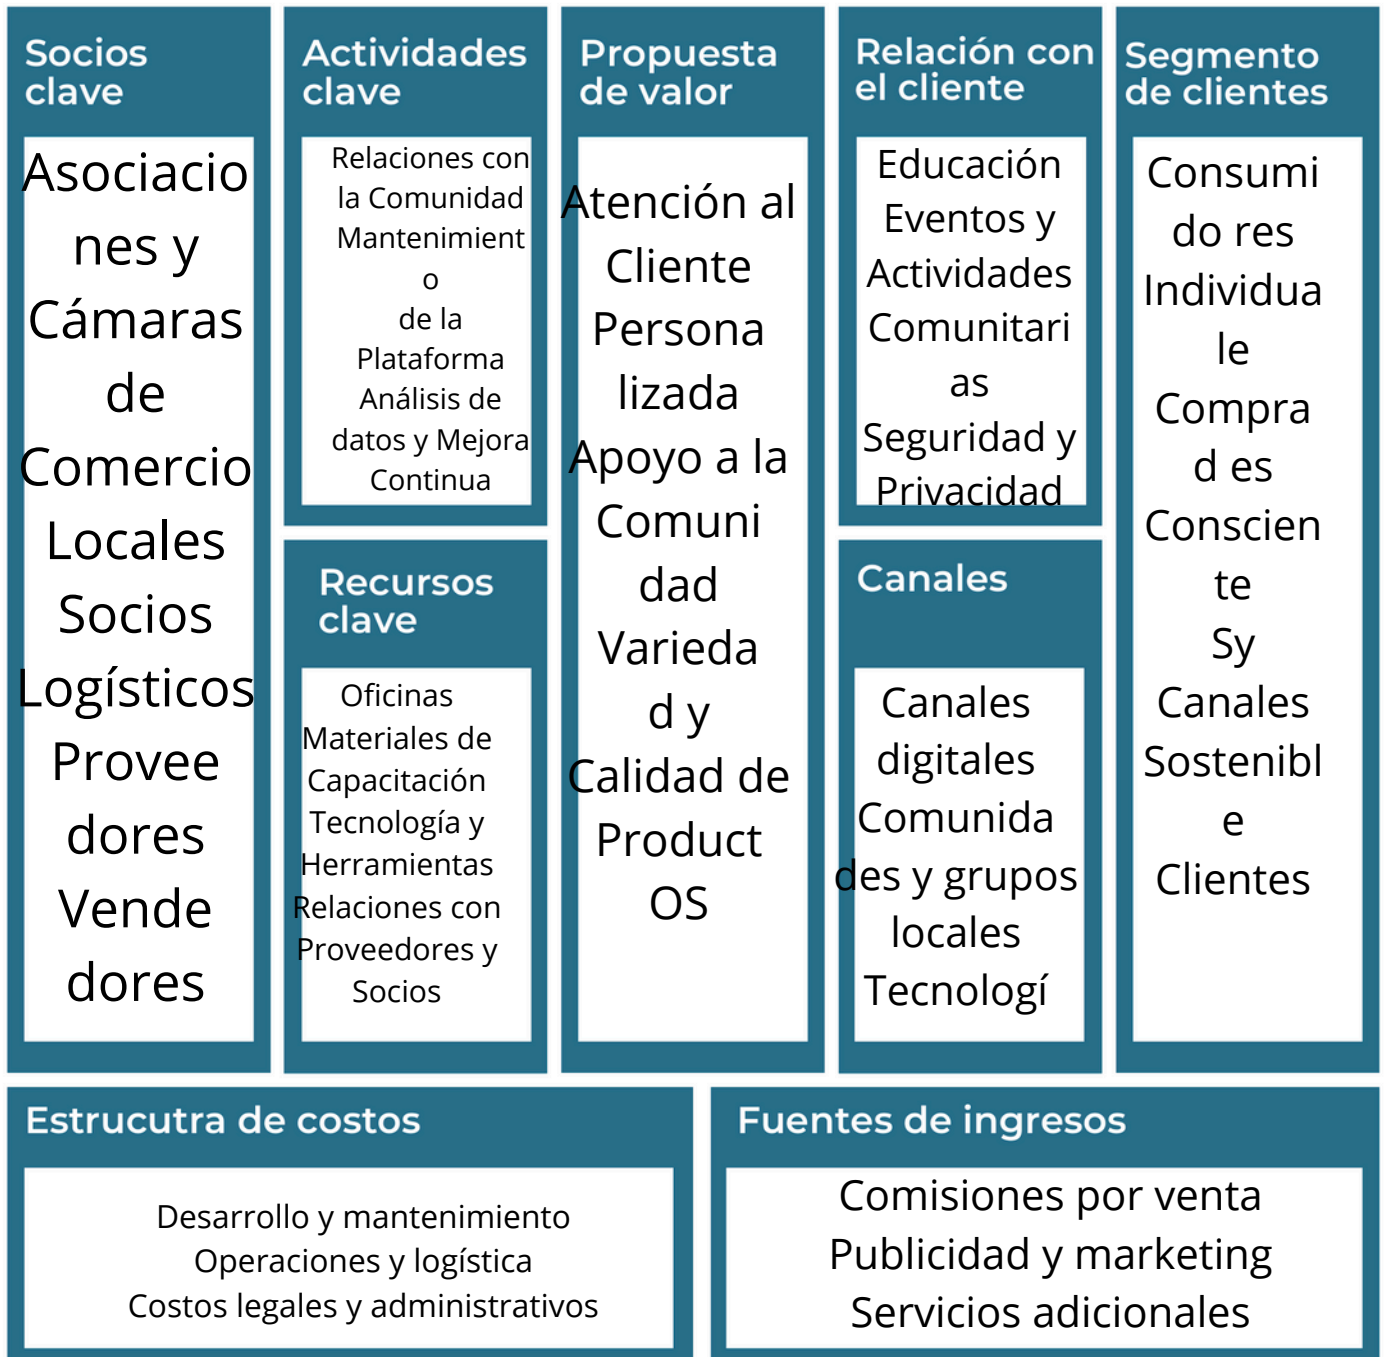 Socios
clave
Asociacio
nes y
Cámaras
de
Comercio
Locales
Socios
Logísticos
Provee
dores
Vende
dores
Actividades
clave
Relaciones con
la Comunidad
Mantenimient
o
de la
Plataforma
Análisis de
datos y Mejora
Continua
Recursos
clave
Oficinas
Materiales de
Capacitación
Tecnología y
Herramientas
Relaciones con
Proveedores y
Socios
Propuesta
de valor
Atención al
Cliente
Persona
lizada
Apoyo a la
Comuni
dad
Varieda
d y
Calidad de
Product
OS
Relación con
el cliente
Educación
Eventos y
Actividades
Comunitari
as
Seguridad y
Privacidad
Canales
Canales
digitales
Comunida
des y grupos
locales
Tecnologí
Segmento
de clientes
Consumi
do res
Individua
le
Compra
d es
Conscien
te
Sy
Canales
Sostenibl
e
Clientes
Estrucutra de costos
Desarrollo y mantenimiento
Operaciones y logística
Costos legales y administrativos
Fuentes de ingresos
Comisiones por venta
Publicidad y marketing
Servicios adicionales